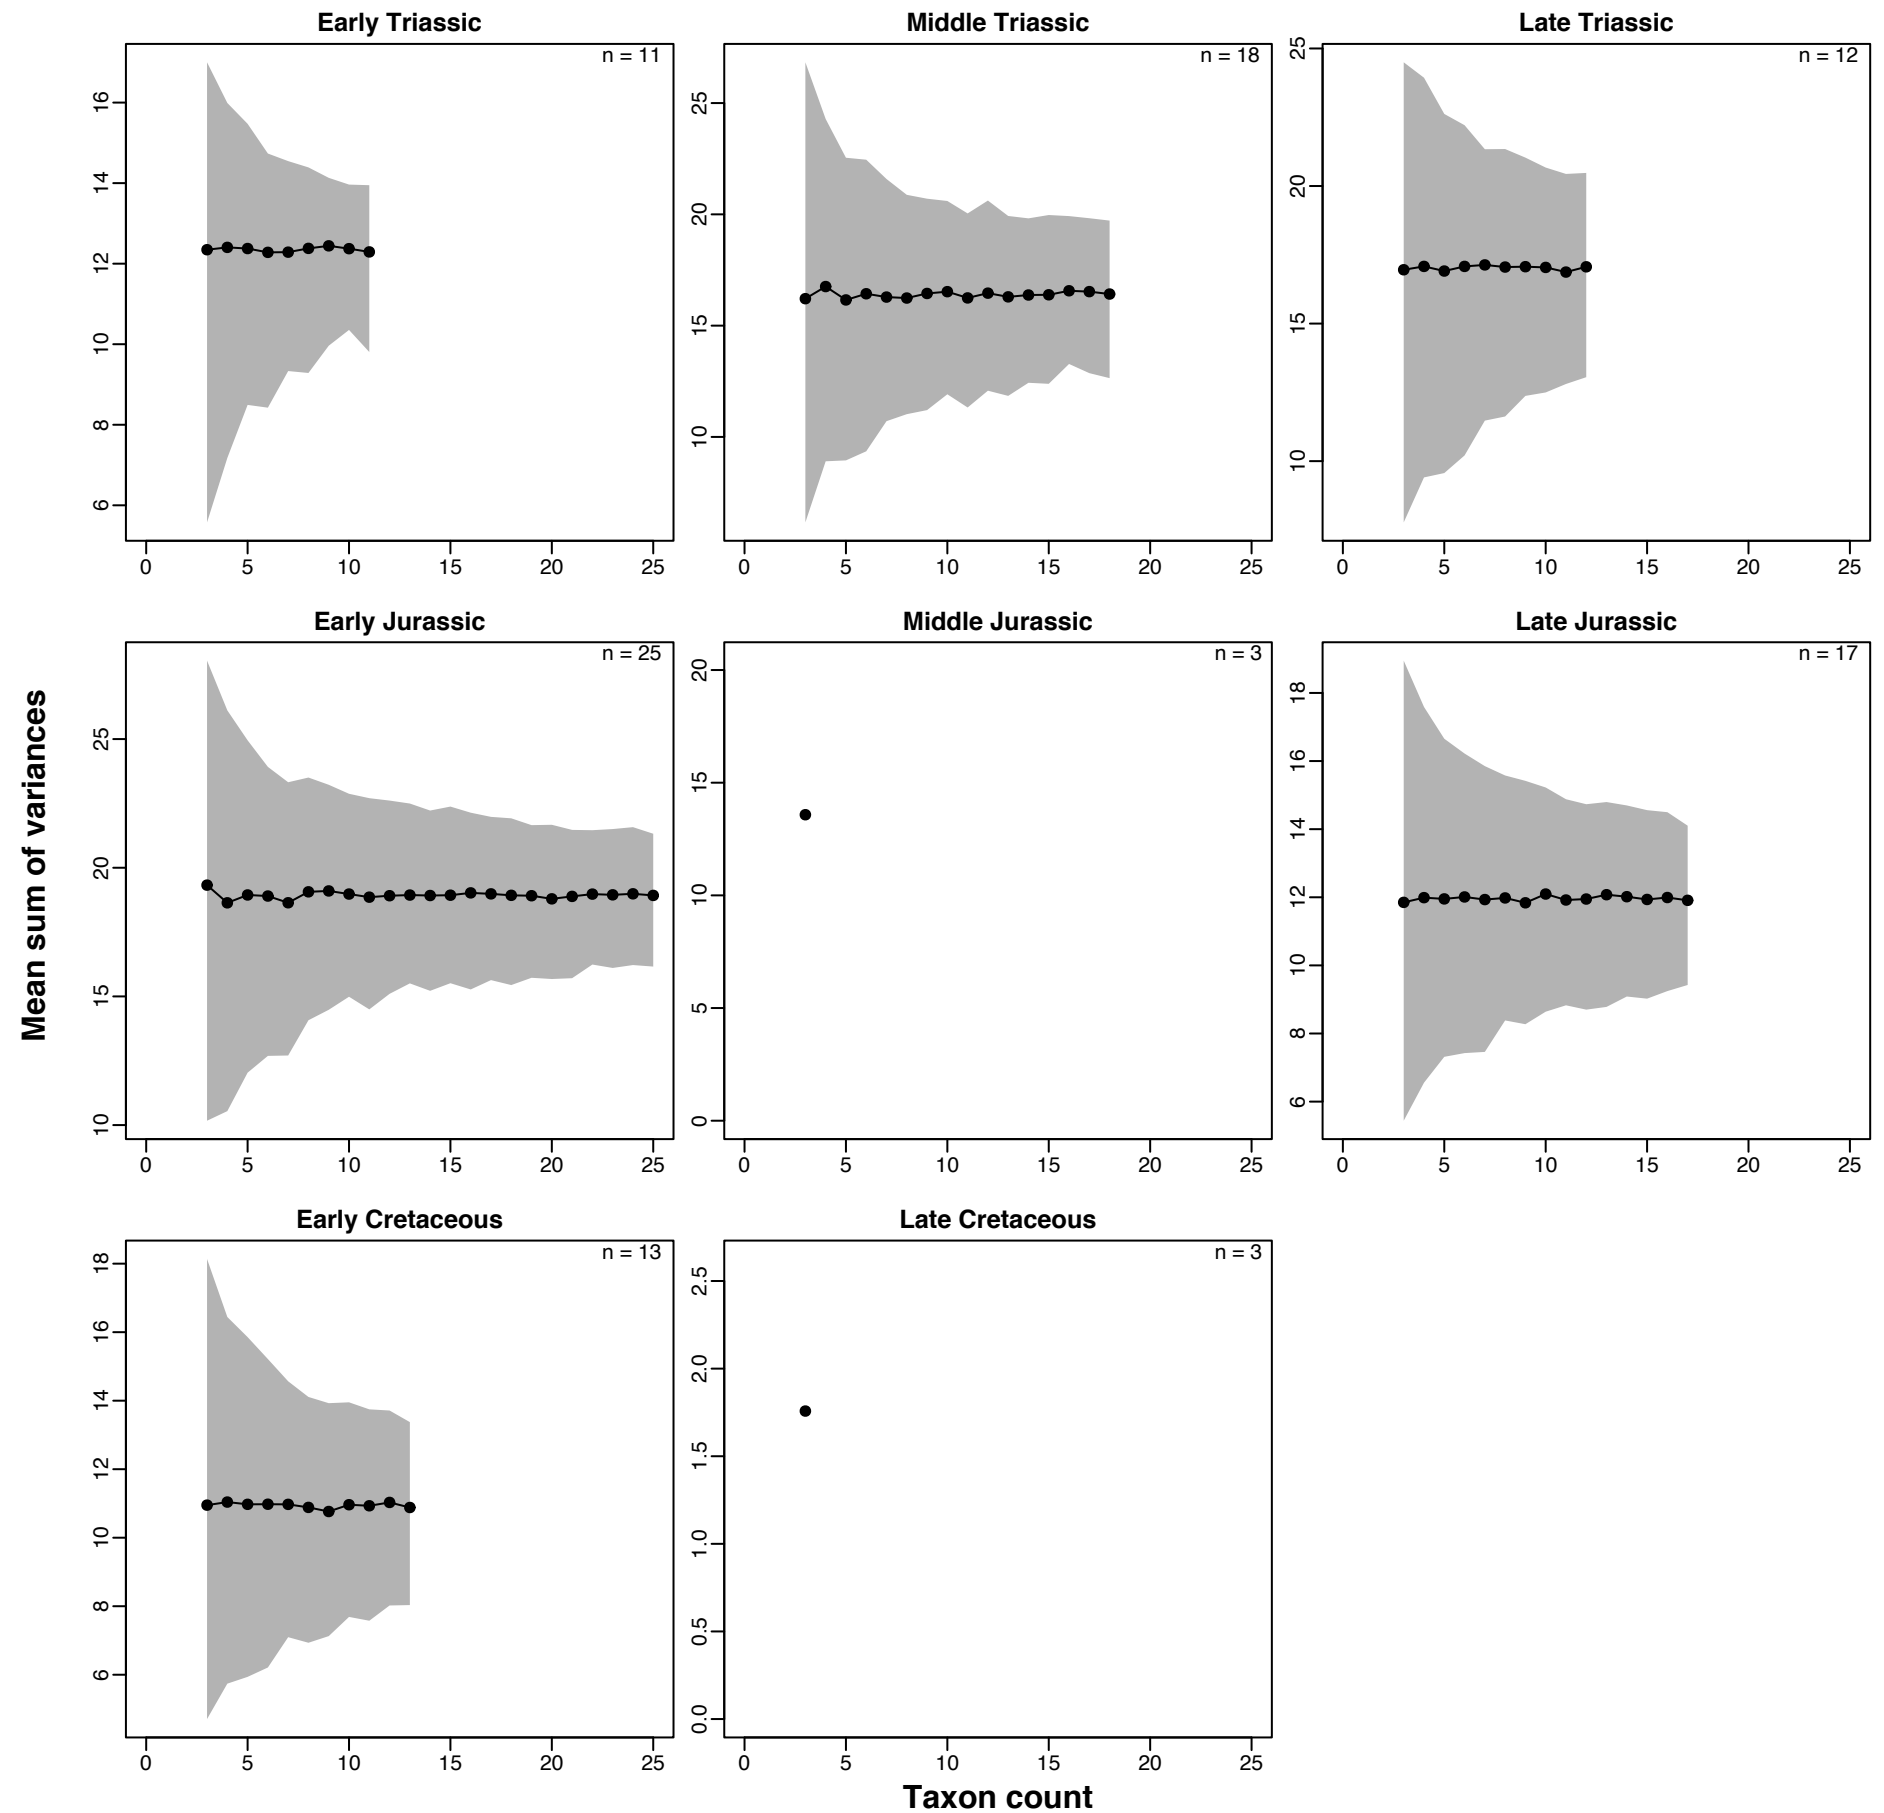 Early Triassic
n = 11
16
14
12
10
8
6
0 5 10 15 20 25
Middle Triassic
n = 18
25
20
15
10
0 5 10 15 20 25
Late Triassic
n = 12
25
20
15
10
0 5 10 15 20 25
Mean sum of variances
Early Jurassic
n = 25
25
20
15
10
0 5 10 15 20 25
Middle Jurassic
n = 3
20
15
10
5
0
0 5 10 15 20 25
Late Jurassic
n = 17
18
16
14
12
10
8
6
0 5 10 15 20 25
Early Cretaceous
n = 13
18
16
14
12
10
8
6
0 5 10 15 20 25
Late Cretaceous
n = 3
2.5
2.0
1.5
1.0
0.5
0.0
0 5 10 15 20 25
Taxon count